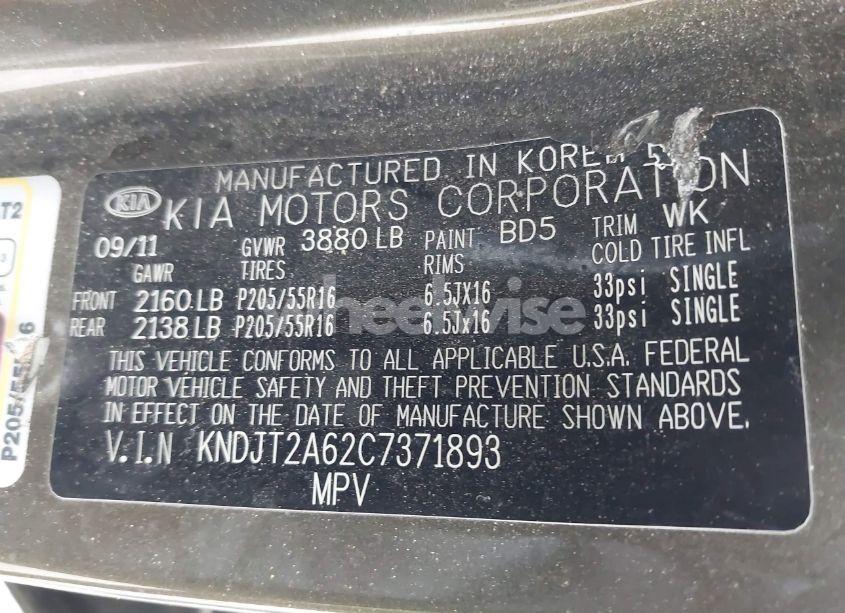 MANUFACTURED IN KOREA
KIA KIA MOTORS CORPORATION
09/11 GVWR 3880 LB PAINT BD5 TRIM WK
GAWR TIRES RIMS COLD TIRE INFL
FRONT 2160 LB P205/55R16 6.5JX16 33psi SINGLE
REAR 2138 LB P205/55R16 6.5Jx16 33psi SINGLE
THIS VEHICLE CONFORMS TO ALL APPLICABLE U.S.A. FEDERAL
MOTOR VEHICLE SAFETY AND THEFT PREVENTION STANDARDS
IN EFFECT ON THE DATE OF MANUFACTURE SHOWN ABOVE.
V.I.N KNDJT2A62C7371893
MPV